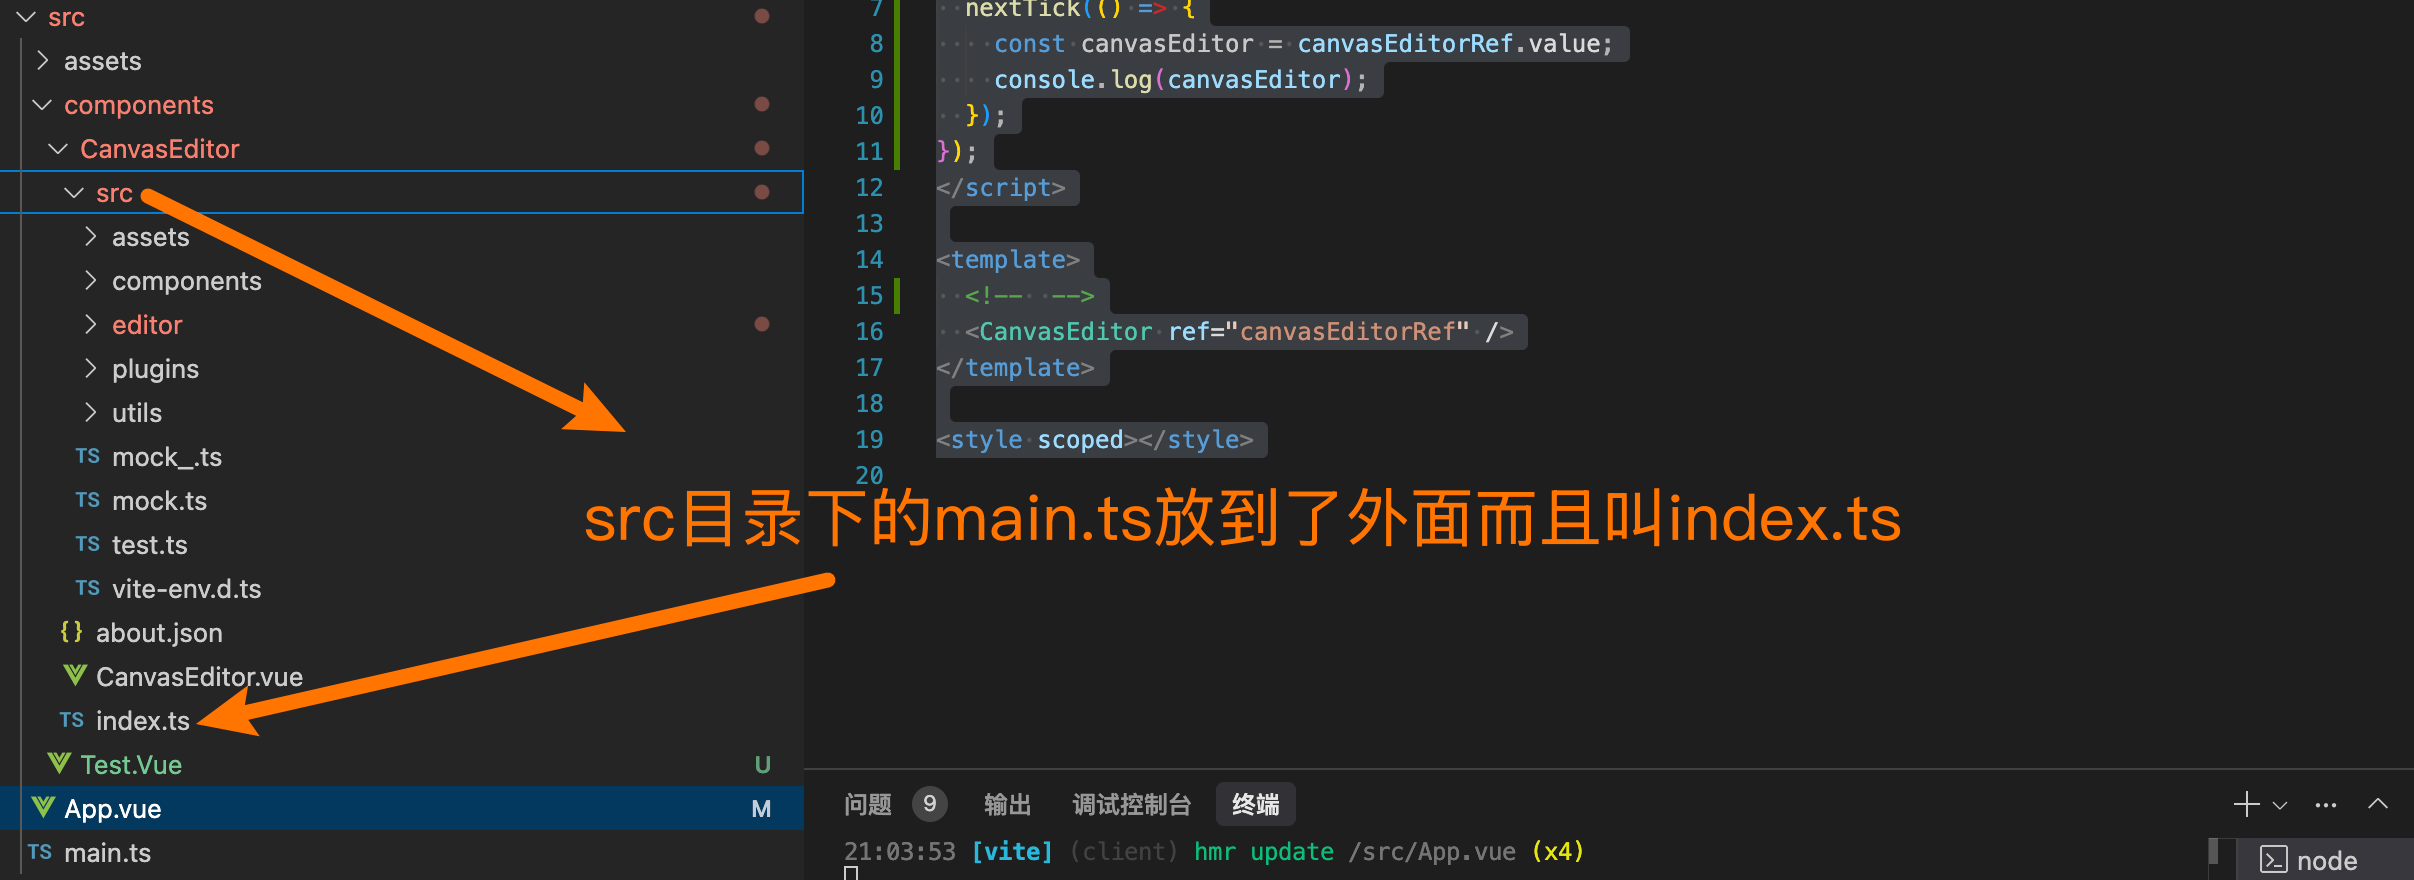 src
assets
components
CanvasEditor
src
assets
components
editor
plugins
utils
TS mock_.ts
TS mock.ts
TS test.ts
TS vite-env.d.ts
{} about.json
CanvasEditor.vue
TS index.ts
Test.Vue U
App.vue M
TS main.ts
7 nextTick(() => {
8 const canvasEditor = canvasEditorRef.value;
9 console.log(canvasEditor);
10 });
11 });
12 </script>
13
14 <template>
15 <!--  -->
16 <CanvasEditor ref="canvasEditorRef" />
17 </template>
18
19 <style scoped></style>
20
src目录下的main.ts放到了外面而且叫index.ts
问题 9 输出 调试控制台 终端
21:03:53 [vite] (client) hmr update /src/App.vue (x4)
node